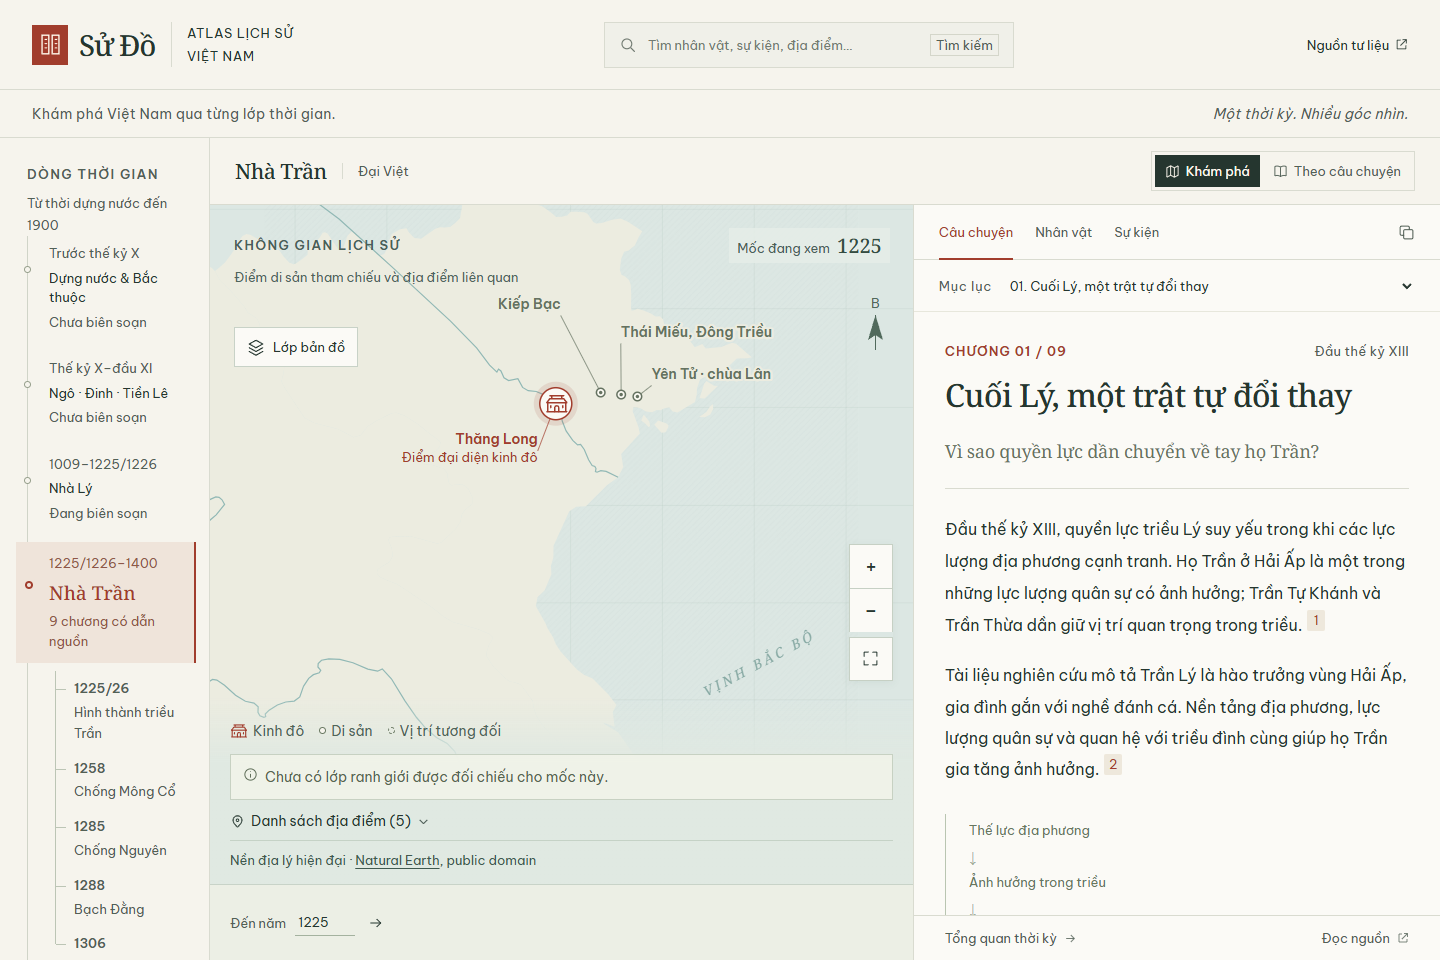 Sử Đồ
ATLAS LỊCH SỬ
VIỆT NAM
Tìm nhân vật, sự kiện, địa điểm...
Tìm kiếm
Nguồn tư liệu
Khám phá Việt Nam qua từng lớp thời gian.
Một thời kỳ. Nhiều góc nhìn.
DÒNG THỜI GIAN
Từ thời dựng nước đến
1900
Trước thế kỷ X
Dựng nước & Bắc
thuộc
Chưa biên soạn
Thế kỷ X–đầu XI
Ngô · Đinh · Tiền Lê
Chưa biên soạn
1009–1225/1226
Nhà Lý
Đang biên soạn
1225/1226–1400
Nhà Trần
9 chương có dẫn
nguồn
1225/26
Hình thành triều
Trần
1258
Chống Mông Cổ
1285
Chống Nguyên
1288
Bạch Đằng
1306
Nhà Trần
Đại Việt
Khám phá
Theo câu chuyện
KHÔNG GIAN LỊCH SỬ
Điểm di sản tham chiếu và địa điểm liên quan
Mốc đang xem 1225
Lớp bản đồ
B
Kiếp Bạc
Thái Miếu, Đông Triều
Yên Tử · chùa Lân
Thăng Long
Điểm đại diện kinh đô
+
−
VỊNH BẮC BỘ
Kinh đô
Di sản
Vị trí tương đối
Chưa có lớp ranh giới được đối chiếu cho mốc này.
Danh sách địa điểm (5)
Nền địa lý hiện đại · Natural Earth, public domain
Đến năm 1225 →
Câu chuyện
Nhân vật
Sự kiện
Mục lục
01. Cuối Lý, một trật tự đổi thay
CHƯƠNG 01 / 09
Đầu thế kỷ XIII
Cuối Lý, một trật tự đổi thay
Vì sao quyền lực dần chuyển về tay họ Trần?
Đầu thế kỷ XIII, quyền lực triều Lý suy yếu trong khi các lực
lượng địa phương cạnh tranh. Họ Trần ở Hải Ấp là một trong
những lực lượng quân sự có ảnh hưởng; Trần Tự Khánh và
Trần Thừa dần giữ vị trí quan trọng trong triều. 1
Tài liệu nghiên cứu mô tả Trần Lý là hào trưởng vùng Hải Ấp,
gia đình gắn với nghề đánh cá. Nền tảng địa phương, lực
lượng quân sự và quan hệ với triều đình cùng giúp họ Trần
gia tăng ảnh hưởng. 2
Thế lực địa phương
↓
Ảnh hưởng trong triều
↓
Tổng quan thời kỳ →
Đọc nguồn